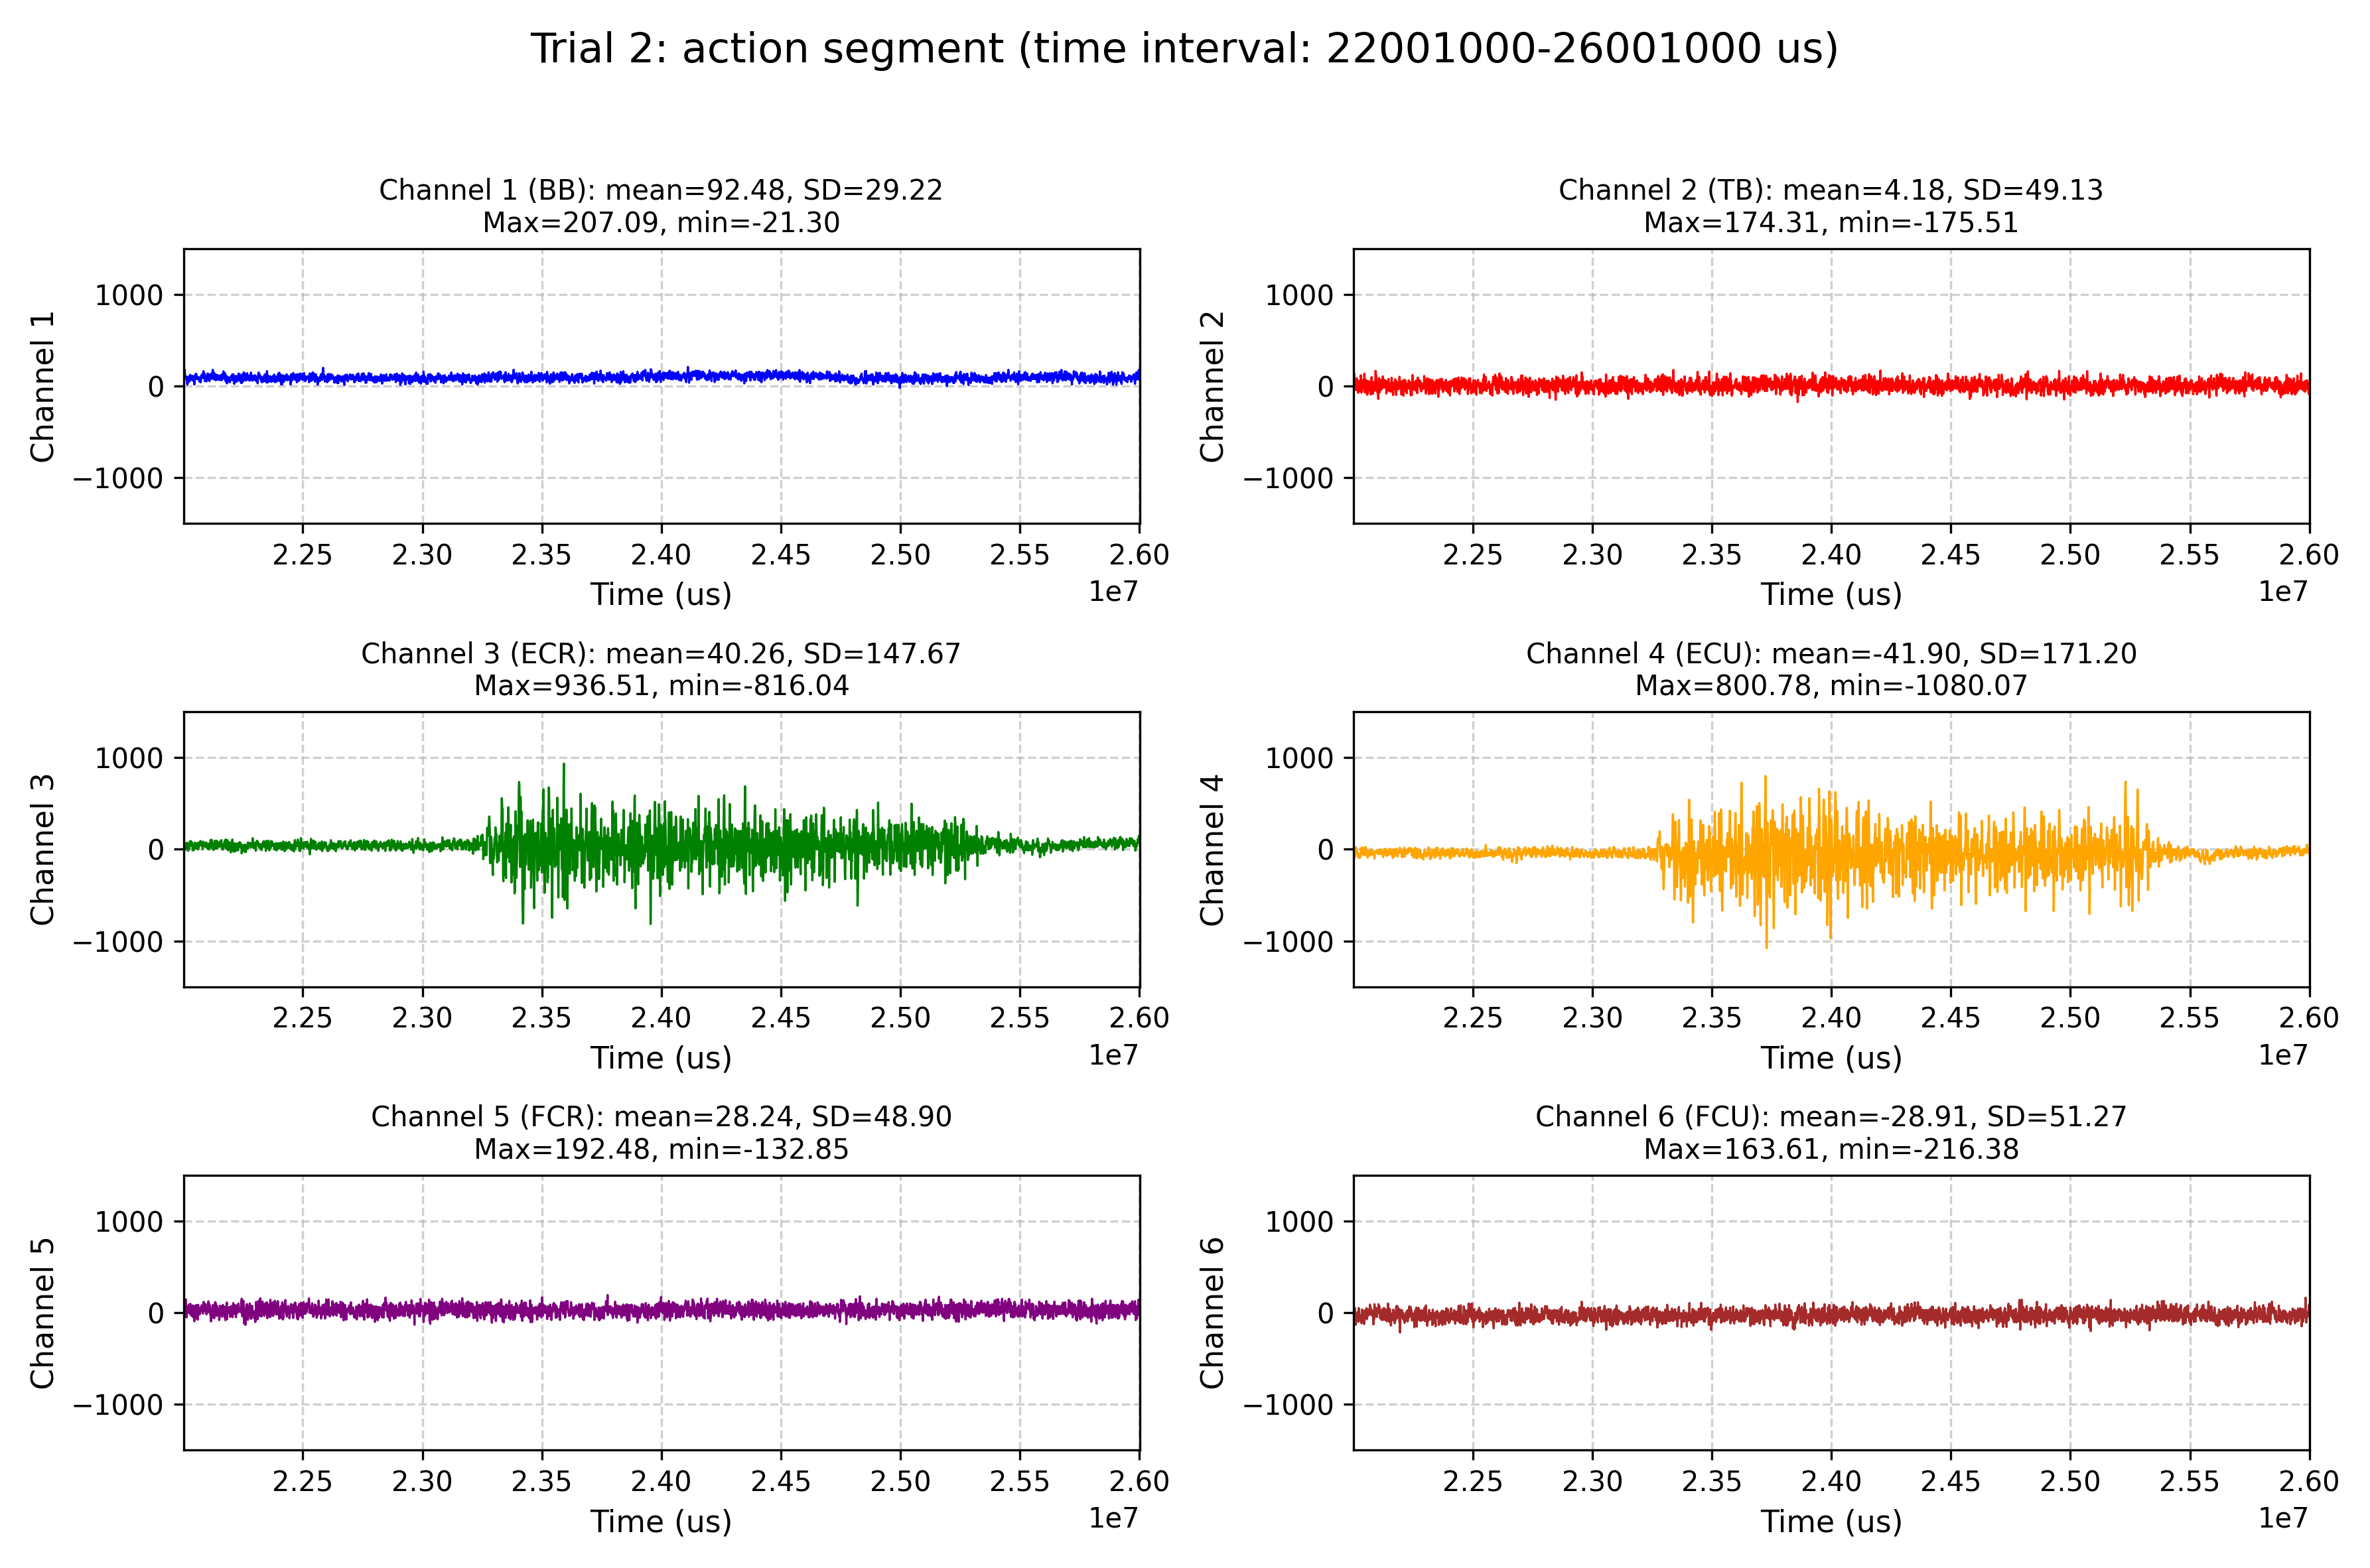 Trial 2: action segment (time interval: 22001000-26001000 us)
Channel 1 (BB): mean=92.48, SD=29.22
Max=207.09, min=-21.30
Channel 1
1000
0
−1000
2.25 2.30 2.35 2.40 2.45 2.50 2.55 2.60
1e7
Time (us)
Channel 2 (TB): mean=4.18, SD=49.13
Max=174.31, min=-175.51
Channel 2
1000
0
−1000
2.25 2.30 2.35 2.40 2.45 2.50 2.55 2.60
1e7
Time (us)
Channel 3 (ECR): mean=40.26, SD=147.67
Max=936.51, min=-816.04
Channel 3
1000
0
−1000
2.25 2.30 2.35 2.40 2.45 2.50 2.55 2.60
1e7
Time (us)
Channel 4 (ECU): mean=-41.90, SD=171.20
Max=800.78, min=-1080.07
Channel 4
1000
0
−1000
2.25 2.30 2.35 2.40 2.45 2.50 2.55 2.60
1e7
Time (us)
Channel 5 (FCR): mean=28.24, SD=48.90
Max=192.48, min=-132.85
Channel 5
1000
0
−1000
2.25 2.30 2.35 2.40 2.45 2.50 2.55 2.60
1e7
Time (us)
Channel 6 (FCU): mean=-28.91, SD=51.27
Max=163.61, min=-216.38
Channel 6
1000
0
−1000
2.25 2.30 2.35 2.40 2.45 2.50 2.55 2.60
1e7
Time (us)